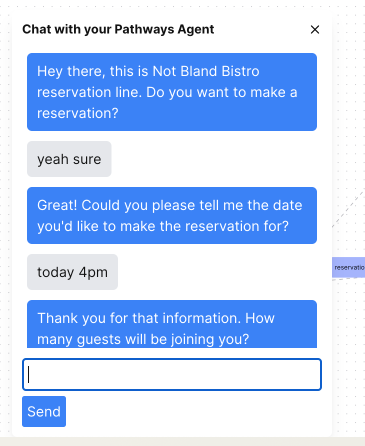 Chat with your Pathways Agent
Hey there, this is Not Bland Bistro
reservation line. Do you want to make a
reservation?
yeah sure
Great! Could you please tell me the date
you'd like to make the reservation for?
today 4pm
reservatio
Thank you for that information. How
many guests will be joining you?
Send